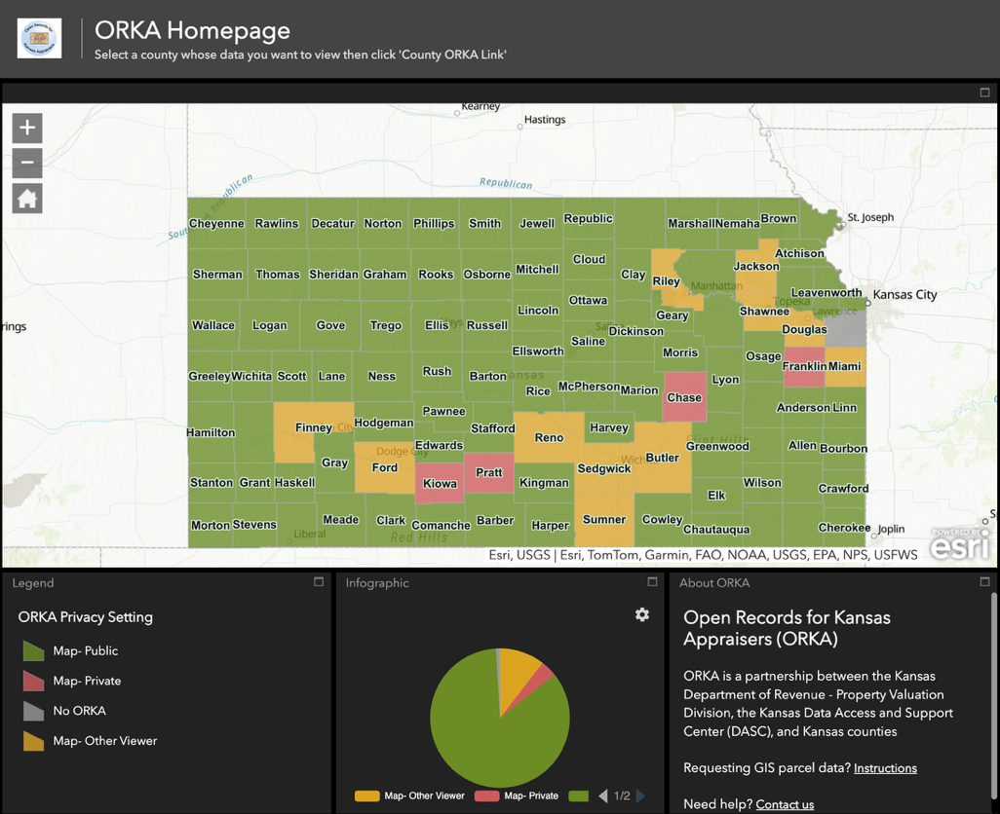 ORKA Homepage
Select a county whose data you want to view then click 'County ORKA Link'
Kearney
Hastings
Republican
Republican
St. Joseph
Cheyenne Rawlins Decatur Norton Phillips Smith Jewell Republic Marshall Nemaha Brown
Atchison
Sherman Thomas Sheridan Graham Rooks Osborne Mitchell Cloud Clay Riley Jackson
Manhattan
Leavenworth Kansas City
Ottawa
Topeka
Lawrence
Lincoln
Geary Shawnee
Wallace Logan Gove Trego Ellis Russell
Saline Dickinson Douglas
rings
Ellsworth Morris Osage
Greeley Wichita Scott Lane Ness Rush Barton Franklin Miami
Rice McPherson Marion Chase Lyon
Pawnee
Anderson Linn
Hamilton Finney City Hodgeman Stafford Reno Harvey
Edwards
Dodge City
Flint Hills
Greenwood Allen Bourbon
Gray Ford Pratt Sedgwick Butler
Stanton Grant Haskell Kiowa Kingman Wilson
Elk Crawford
Morton Stevens Meade Clark Comanche Barber Harper Sumner Cowley Chautauqua Cherokee
Liberal
Red Hills
Joplin
POWERED BY
esri
Esri, USGS | Esri, TomTom, Garmin, FAO, NOAA, USGS, EPA, NPS, USFWS
Legend
ORKA Privacy Setting
Map- Public
Map- Private
No ORKA
Map- Other Viewer
Infographic
Map- Other Viewer Map- Private 1/2
About ORKA
Open Records for Kansas
Appraisers (ORKA)
ORKA is a partnership between the Kansas
Department of Revenue - Property Valuation
Division, the Kansas Data Access and Support
Center (DASC), and Kansas counties
Requesting GIS parcel data? Instructions
Need help? Contact us